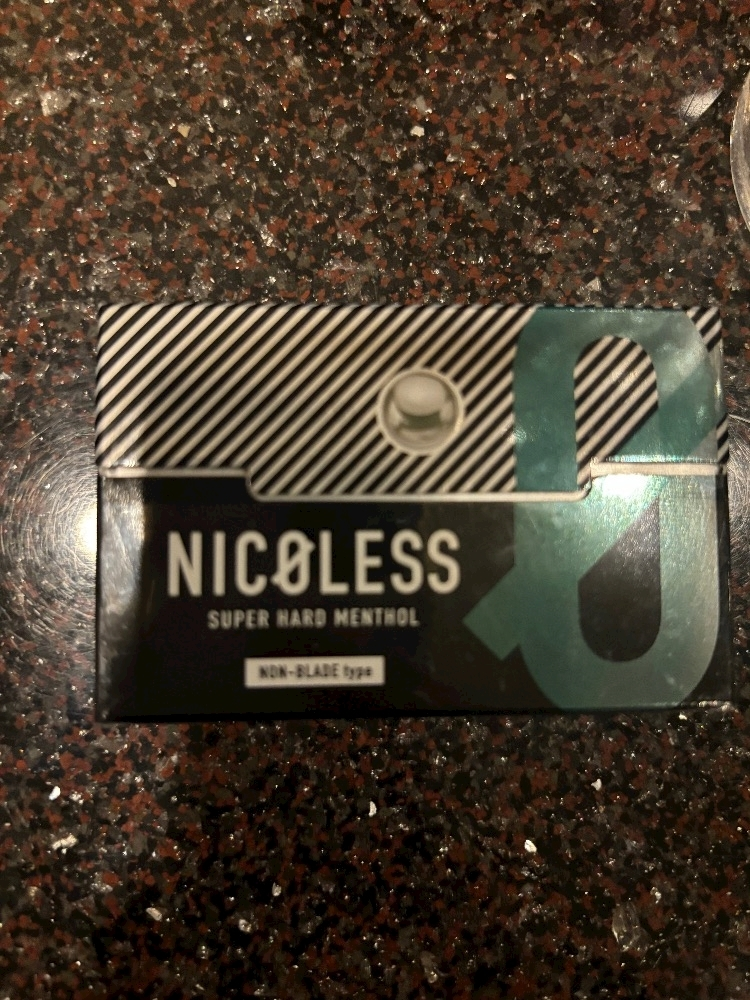 NICØLESS
SUPER HARD MENTHOL
NON-BLADE type